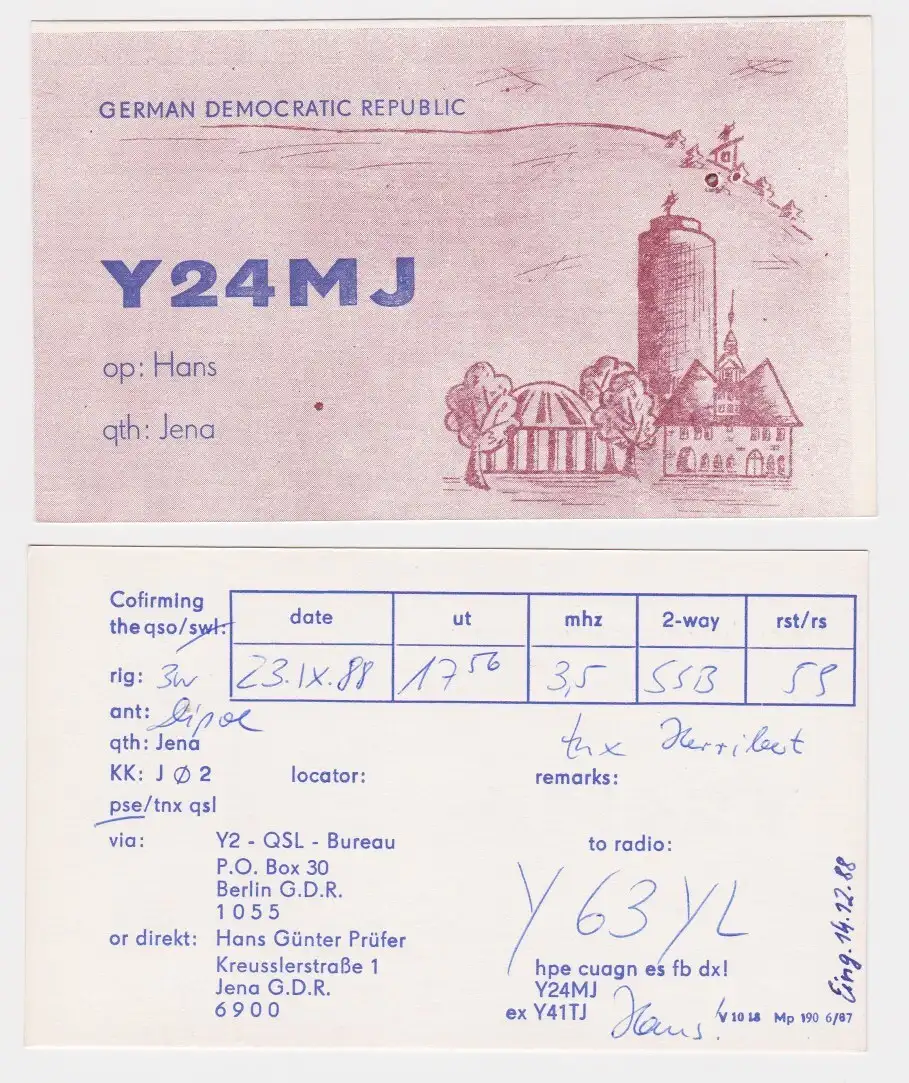 GERMAN DEMOCRATIC REPUBLIC
Y24MJ
op: Hans
qth: Jena
Cofirming
the qso/swl:
date ut mhz 2-way rst/rs
23.IX.88 17 56 3,5 SSB 59
rig: 3w
ant: Dipol
qth: Jena
tnx Herribert
KK: J Ø 2 locator: remarks:
pse/tnx qsl
via: Y2 - QSL - Bureau
P.O. Box 30
Berlin G.D.R.
1055
to radio:
Y63YL
or direkt: Hans Günter Prüfer
Kreusslerstraße 1
Jena G.D.R.
6900
hpe cuagn es fb dx!
Y24MJ
ex Y41TJ
Hans!
V 10 18 Mp 190 6/87
Eing. 14.12.88